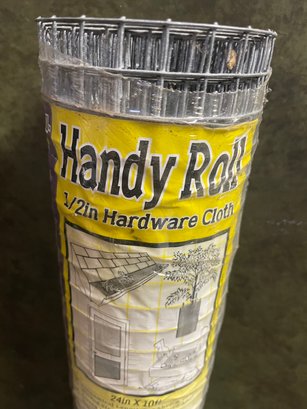 Handy Roll
1/2in Hardware Cloth
24in X 10ft